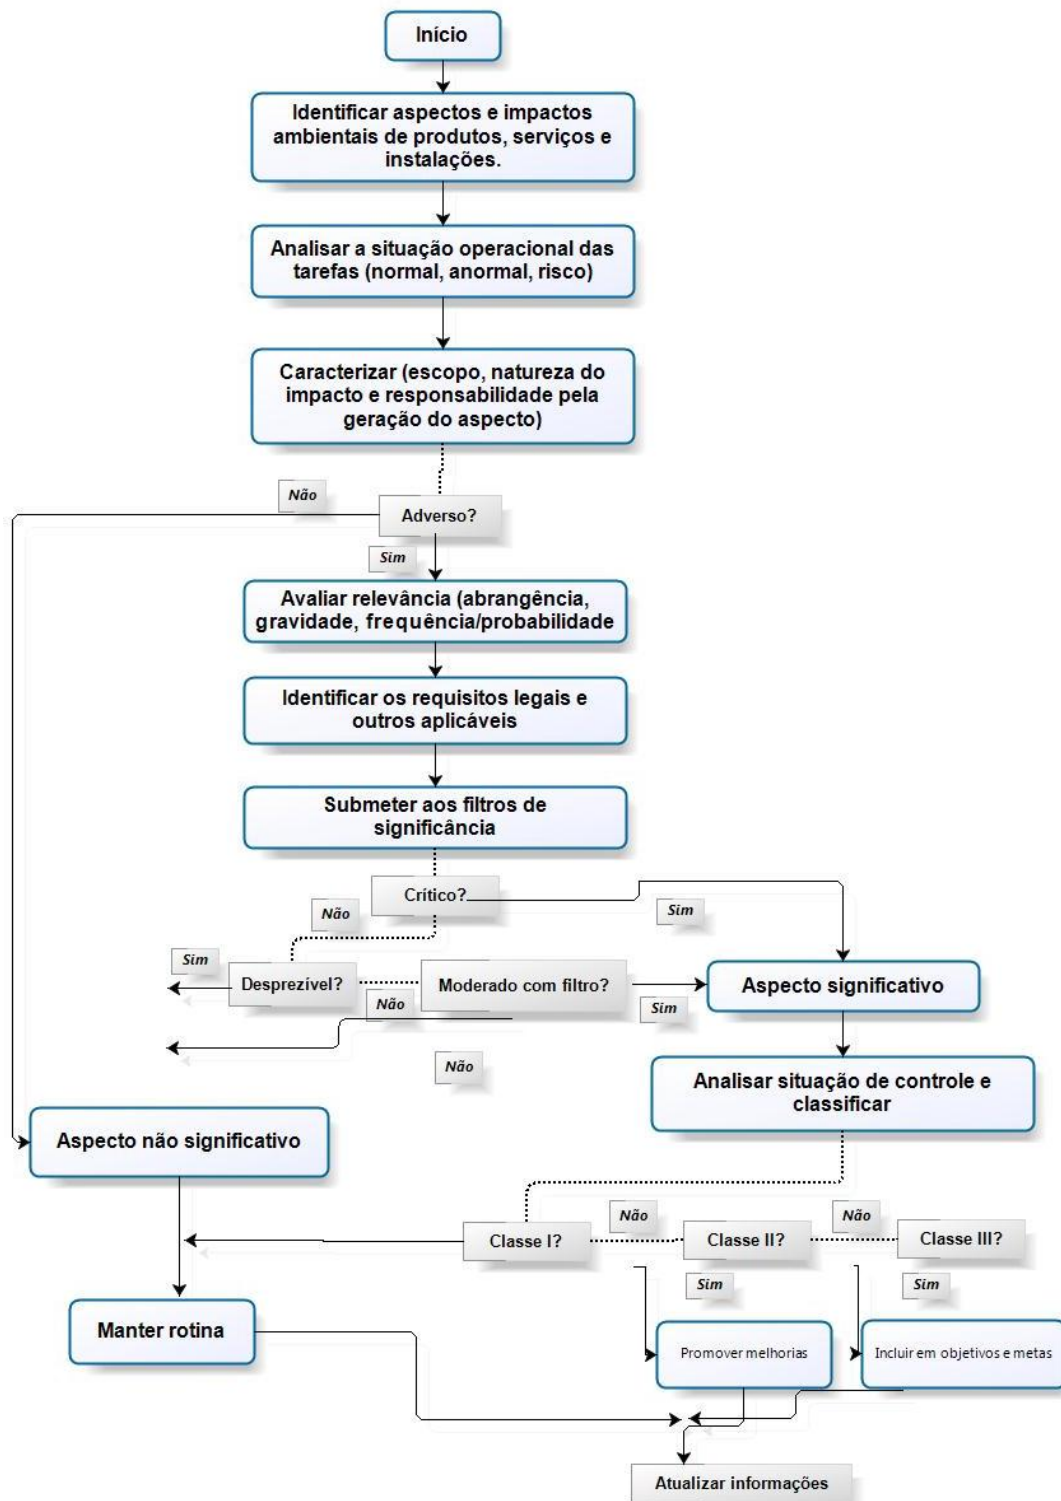 Início
Identificar aspectos e impactos
ambientais de produtos, serviços e
instalações.
Analisar a situação operacional das
tarefas (normal, anormal, risco)
Caracterizar (escopo, natureza do
impacto e responsabilidade pela
geração do aspecto)
Não
Adverso?
Sim
Avaliar relevância (abrangência,
gravidade, frequência/probabilidade
Identificar os requisitos legais e
outros aplicáveis
Submeter aos filtros de
significância
Crítico?
Não
Sim
Sim
Desprezível?
Não
Moderado com filtro?
Sim
Aspecto significativo
Não
Analisar situação de controle e
classificar
Aspecto não significativo
Classe I?
Não
Classe II?
Não
Classe III?
Sim
Sim
Manter rotina
Promover melhorias
Incluir em objetivos e metas
Atualizar informações